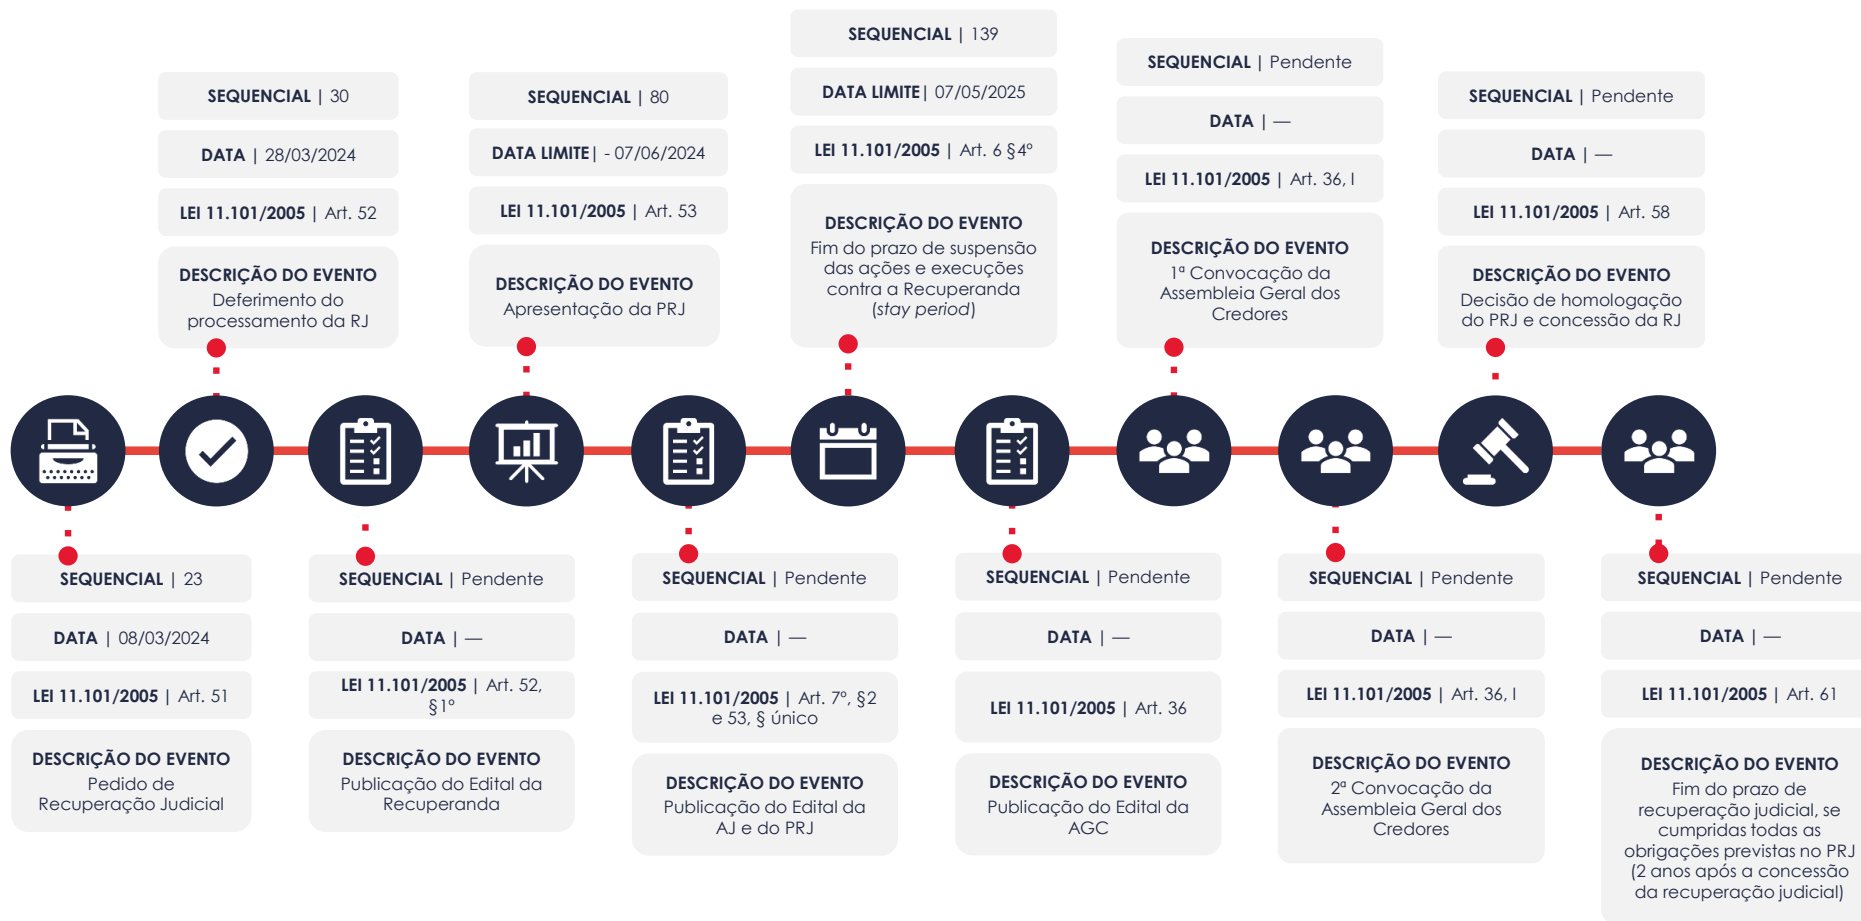 SEQUENCIAL | 30
DATA | 28/03/2024
LEI 11.101/2005 | Art. 52
DESCRIÇÃO DO EVENTO
Deferimento do
processamento da RJ
SEQUENCIAL | 80
DATA LIMITE| - 07/06/2024
LEI 11.101/2005 | Art. 53
DESCRIÇÃO DO EVENTO
Apresentação da PRJ
SEQUENCIAL | 139
DATA LIMITE| 07/05/2025
LEI 11.101/2005 | Art. 6 §4º
DESCRIÇÃO DO EVENTO
Fim do prazo de suspensão
das ações e execuções
contra a Recuperanda
(stay period)
SEQUENCIAL | Pendente
DATA | —
LEI 11.101/2005 | Art. 36, I
DESCRIÇÃO DO EVENTO
1ª Convocação da
Assembleia Geral dos
Credores
SEQUENCIAL | Pendente
DATA | —
LEI 11.101/2005 | Art. 58
DESCRIÇÃO DO EVENTO
Decisão de homologação
do PRJ e concessão da RJ
SEQUENCIAL | 23
DATA | 08/03/2024
LEI 11.101/2005 | Art. 51
DESCRIÇÃO DO EVENTO
Pedido de
Recuperação Judicial
SEQUENCIAL | Pendente
DATA | —
LEI 11.101/2005 | Art. 52,
§1º
DESCRIÇÃO DO EVENTO
Publicação do Edital da
Recuperanda
SEQUENCIAL | Pendente
DATA | —
LEI 11.101/2005 | Art. 7º, §2
e 53, § único
DESCRIÇÃO DO EVENTO
Publicação do Edital da
AJ e do PRJ
SEQUENCIAL | Pendente
DATA | —
LEI 11.101/2005 | Art. 36
DESCRIÇÃO DO EVENTO
Publicação do Edital da
AGC
SEQUENCIAL | Pendente
DATA | —
LEI 11.101/2005 | Art. 36, I
DESCRIÇÃO DO EVENTO
2ª Convocação da
Assembleia Geral dos
Credores
SEQUENCIAL | Pendente
DATA | —
LEI 11.101/2005 | Art. 61
DESCRIÇÃO DO EVENTO
Fim do prazo de
recuperação judicial, se
cumpridas todas as
obrigações previstas no PRJ
(2 anos após a concessão
da recuperação judicial)